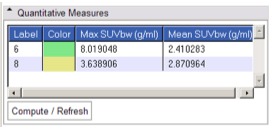 Quantitative Measures
Label Color Max SUVbw (g/ml) Mean SUVbw (g/ml)
6 8.019048 2.410283
8 3.638906 2.870964
Compute / Refresh